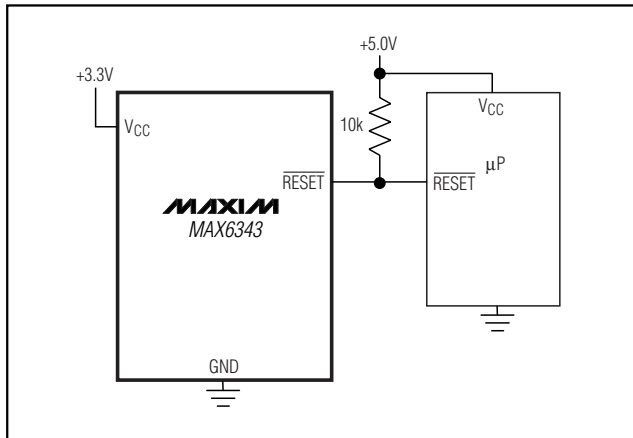 +5.0V
+3.3V
VCC
VCC
10k
μP
RESET
RESET
MAXIM
MAX6343
GND